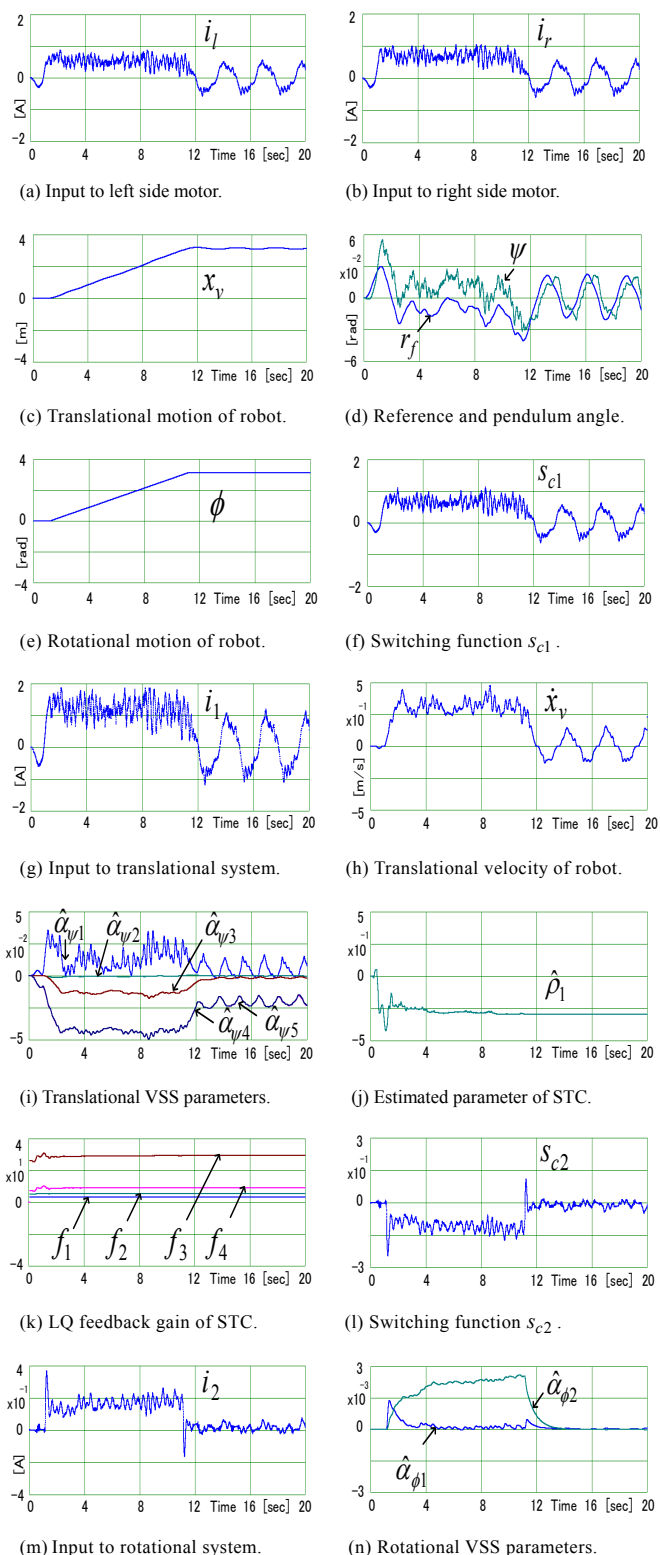 2 i_l 0 [A] -2 0 4 8 12 Time 16 [sec] 20
(a) Input to left side motor.
2 i_r 0 [A] -2 0 4 8 12 Time 16 [sec] 20
(b) Input to right side motor.
4 x_v 0 [m] -4 0 4 8 12 Time 16 [sec] 20
(c) Translational motion of robot.
6 -2 x10 ψ 0 r_f [rad] -6 0 4 8 12 Time 16 [sec] 20
(d) Reference and pendulum angle.
4 ϕ 0 [rad] -4 0 4 8 12 Time 16 [sec] 20
(e) Rotational motion of robot.
2 s_c1 0 -2 0 4 8 12 Time 16 [sec] 20
(f) Switching function s_c1 .
2 i_1 0 [A] -2 0 4 8 12 Time 16 [sec] 20
(g) Input to translational system.
5 -1 x10 ẋ_v 0 [m/s] -5 0 4 8 12 Time 16 [sec] 20
(h) Translational velocity of robot.
5 -2 x10 α̂_ψ1 α̂_ψ2 α̂_ψ3 0 α̂_ψ4 α̂_ψ5 -5 0 4 8 12 Time 16 [sec] 20
(i) Translational VSS parameters.
5 x10 -2 0 ρ̂_1 -5 0 4 8 12 Time 16 [sec] 20
(j) Estimated parameter of STC.
4 1 x10 0 f_1 f_2 f_3 f_4 -4 0 4 8 12 Time 16 [sec] 20
(k) LQ feedback gain of STC.
3 -1 x10 s_c2 0 -3 0 4 8 12 Time 16 [sec] 20
(l) Switching function s_c2 .
4 -1 x10 i_2 0 [A] -4 0 4 8 12 Time 16 [sec] 20
(m) Input to rotational system.
3 x10 -3 α̂_ϕ2 0 α̂_ϕ1 -3 0 4 8 12 Time 16 [sec] 20
(n) Rotational VSS parameters.